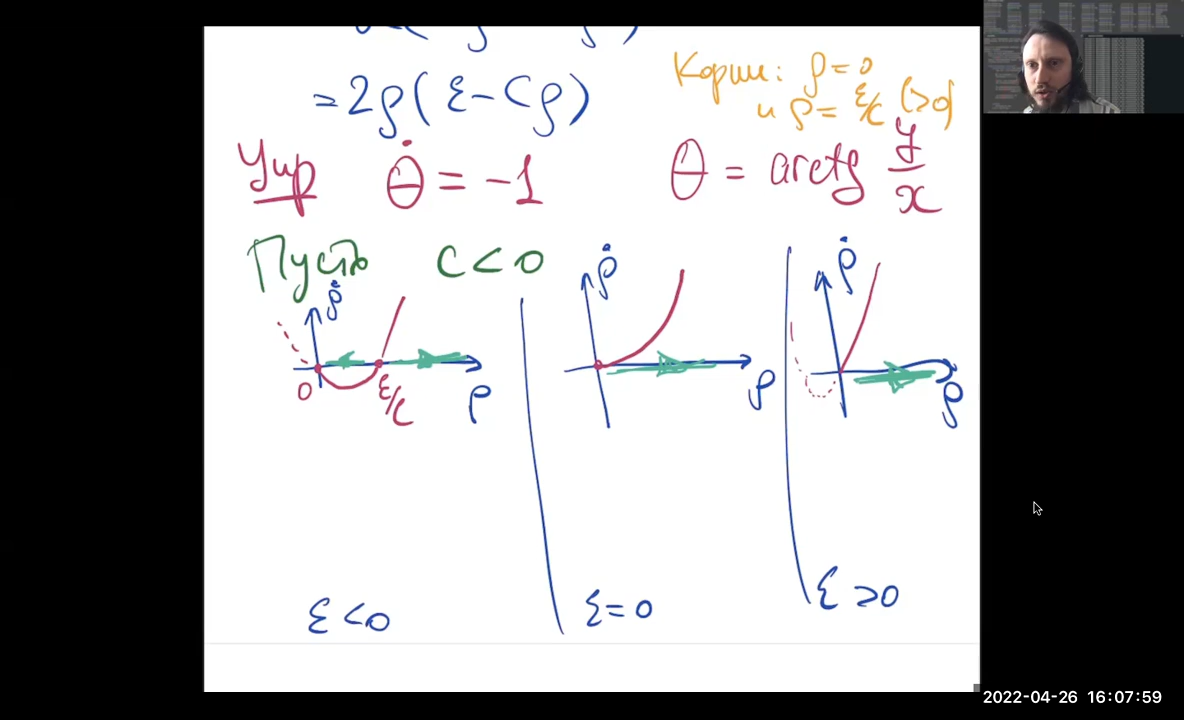 = 2ρ(ε - Cρ)
Корни: ρ = 0
и ρ = ε/C (>0)
Упр θ̇ = -1 θ = arctg y/x
Пусть C < 0
ρ̇ ρ̇ ρ̇
0 ε/C ρ ρ ρ
ε < 0 ε = 0 ε > 0
2022-04-26 16:07:59